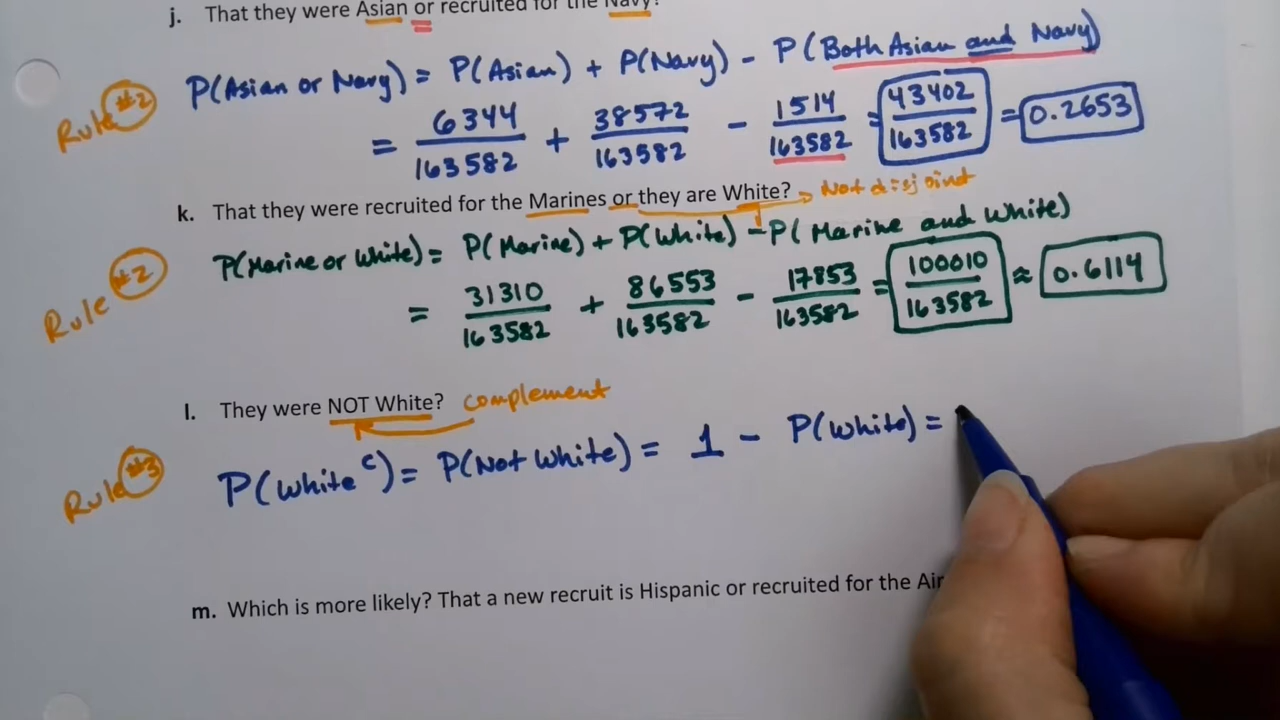 j. That they were Asian or recruited for the Navy?
Rule #2 P(Asian or Navy) = P(Asian) + P(Navy) - P(Both Asian and Navy)
= 6344/163582 + 38572/163582 - 1514/163582 = 43402/163582 = 0.2653
k. That they were recruited for the Marines or they are White? → Not disjoint
Rule #2 P(Marine or White) = P(Marine) + P(White) - P(Marine and White)
= 31310/163582 + 86553/163582 - 17853/163582 = 100010/163582 ≈ 0.6114
l. They were NOT White? complement
Rule #3 P(White^c) = P(Not White) = 1 - P(White) =
m. Which is more likely? That a new recruit is Hispanic or recruited for the